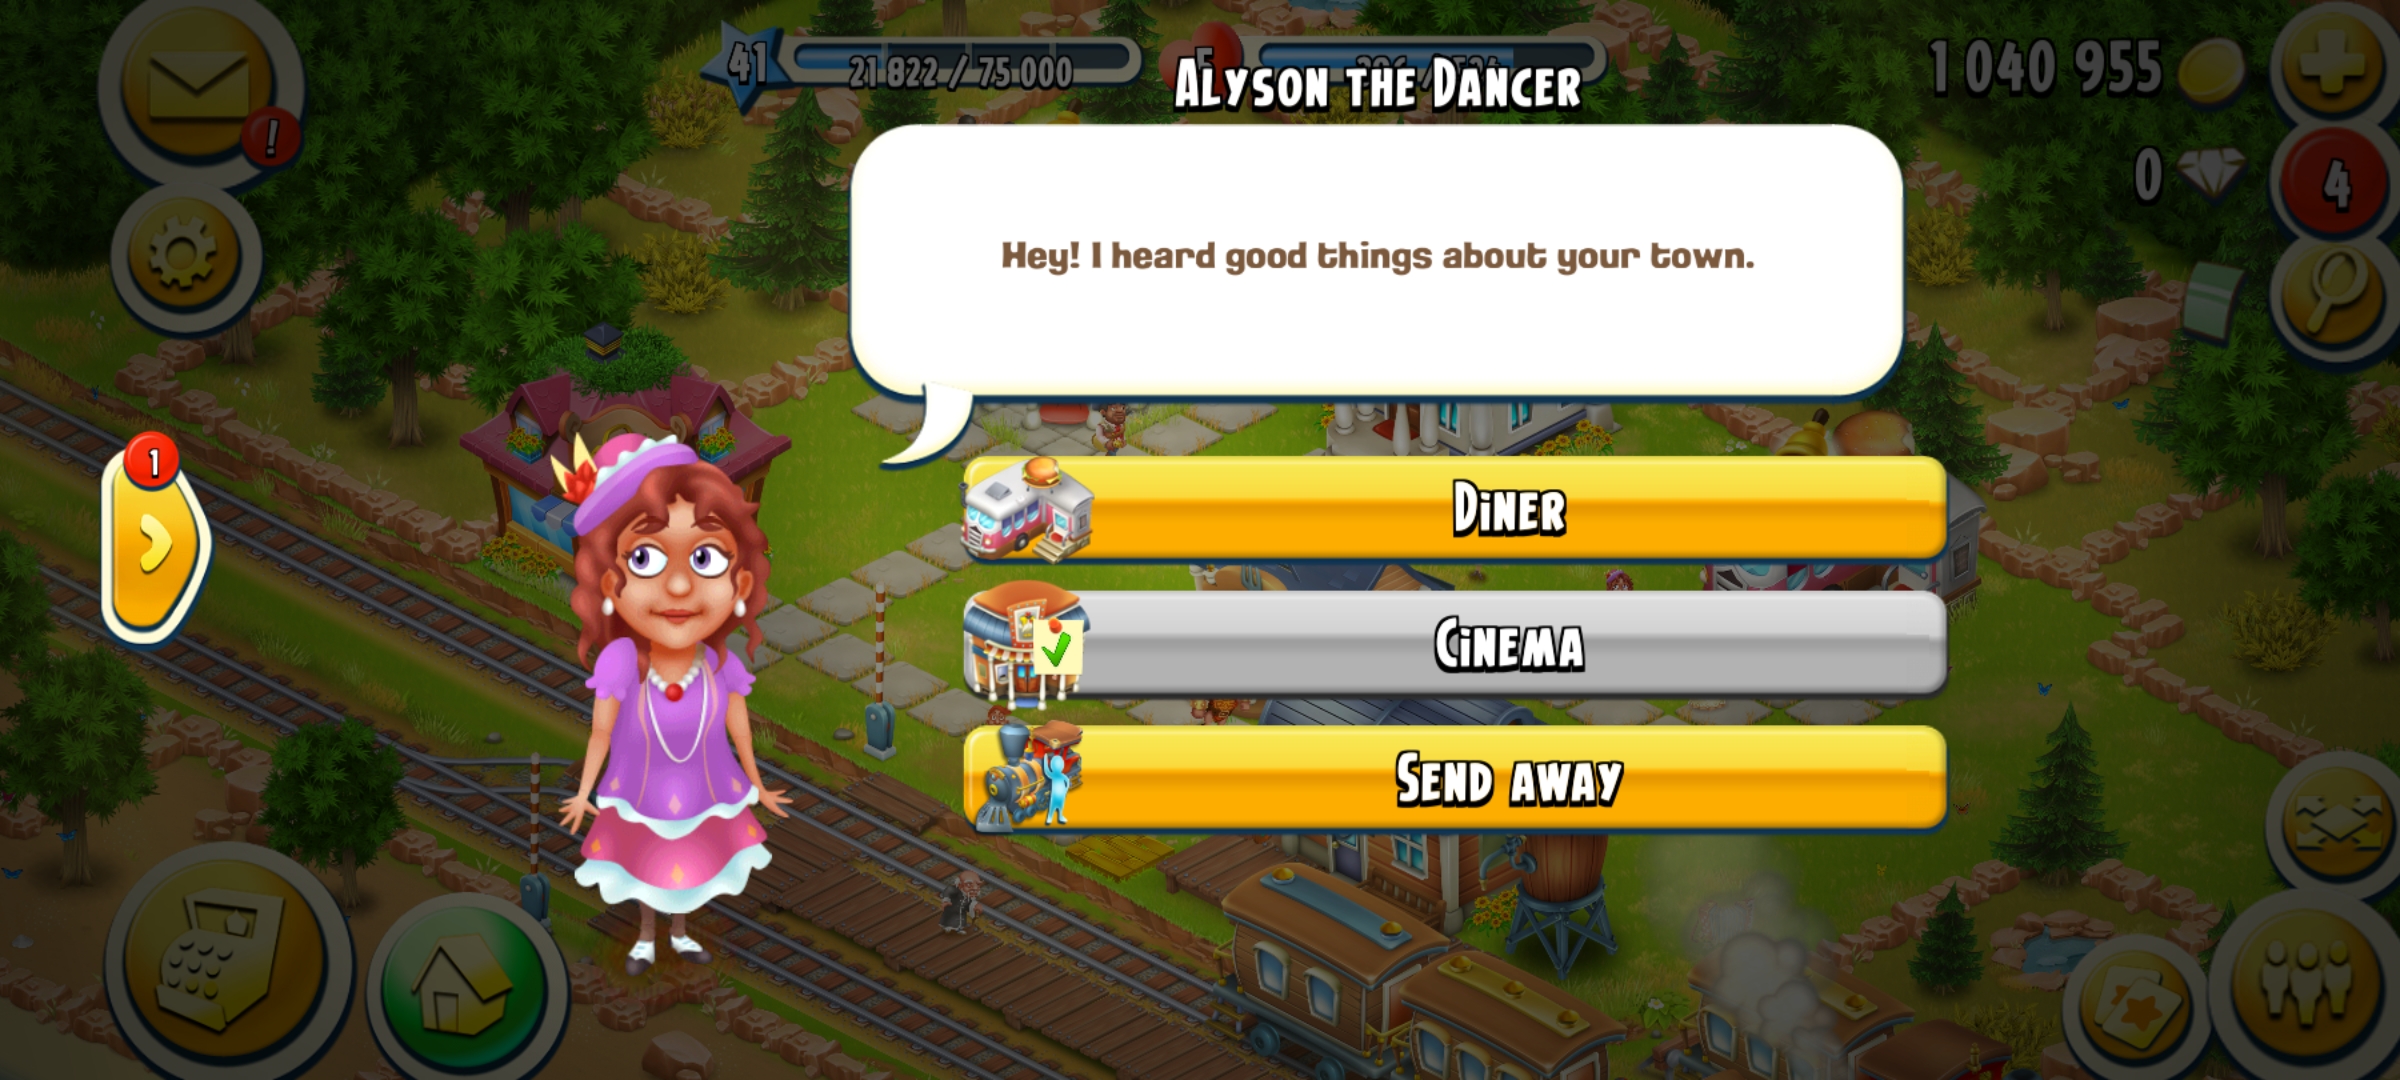 41
21 822 / 75 000
5
ALYSON THE DANCER
1 040 955
!
0
4
Hey! I heard good things about your town.
1
DINER
CINEMA
SEND AWAY